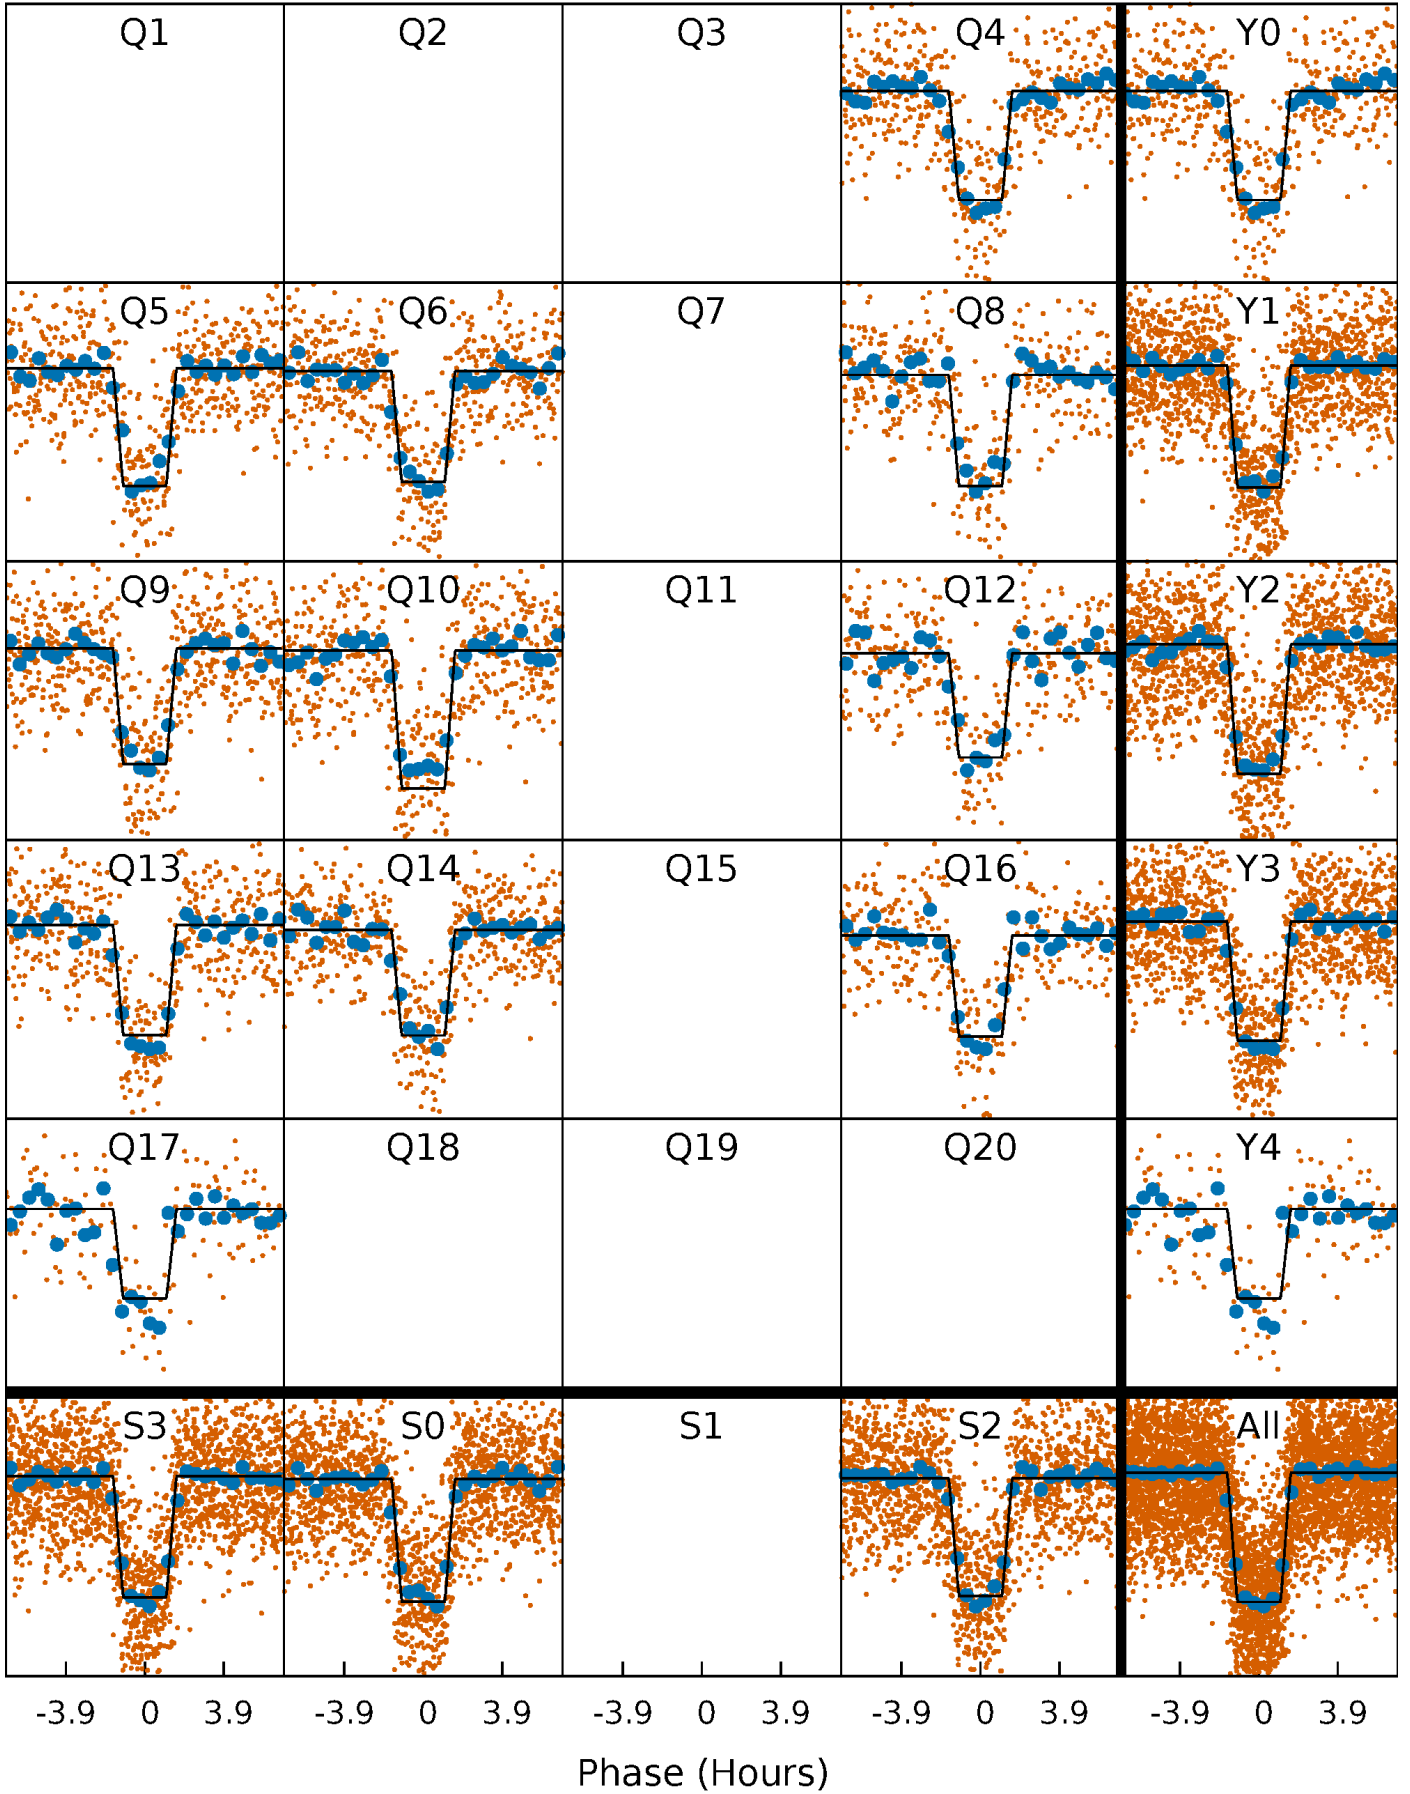 Q1 Q2 Q3 Q4 Y0
Q5 Q6 Q7 Q8 Y1
Q9 Q10 Q11 Q12 Y2
Q13 Q14 Q15 Q16 Y3
Q17 Q18 Q19 Q20 Y4
S3 S0 S1 S2 All
-3.9 0 3.9 -3.9 0 3.9 -3.9 0 3.9 -3.9 0 3.9 -3.9 0 3.9
Phase (Hours)